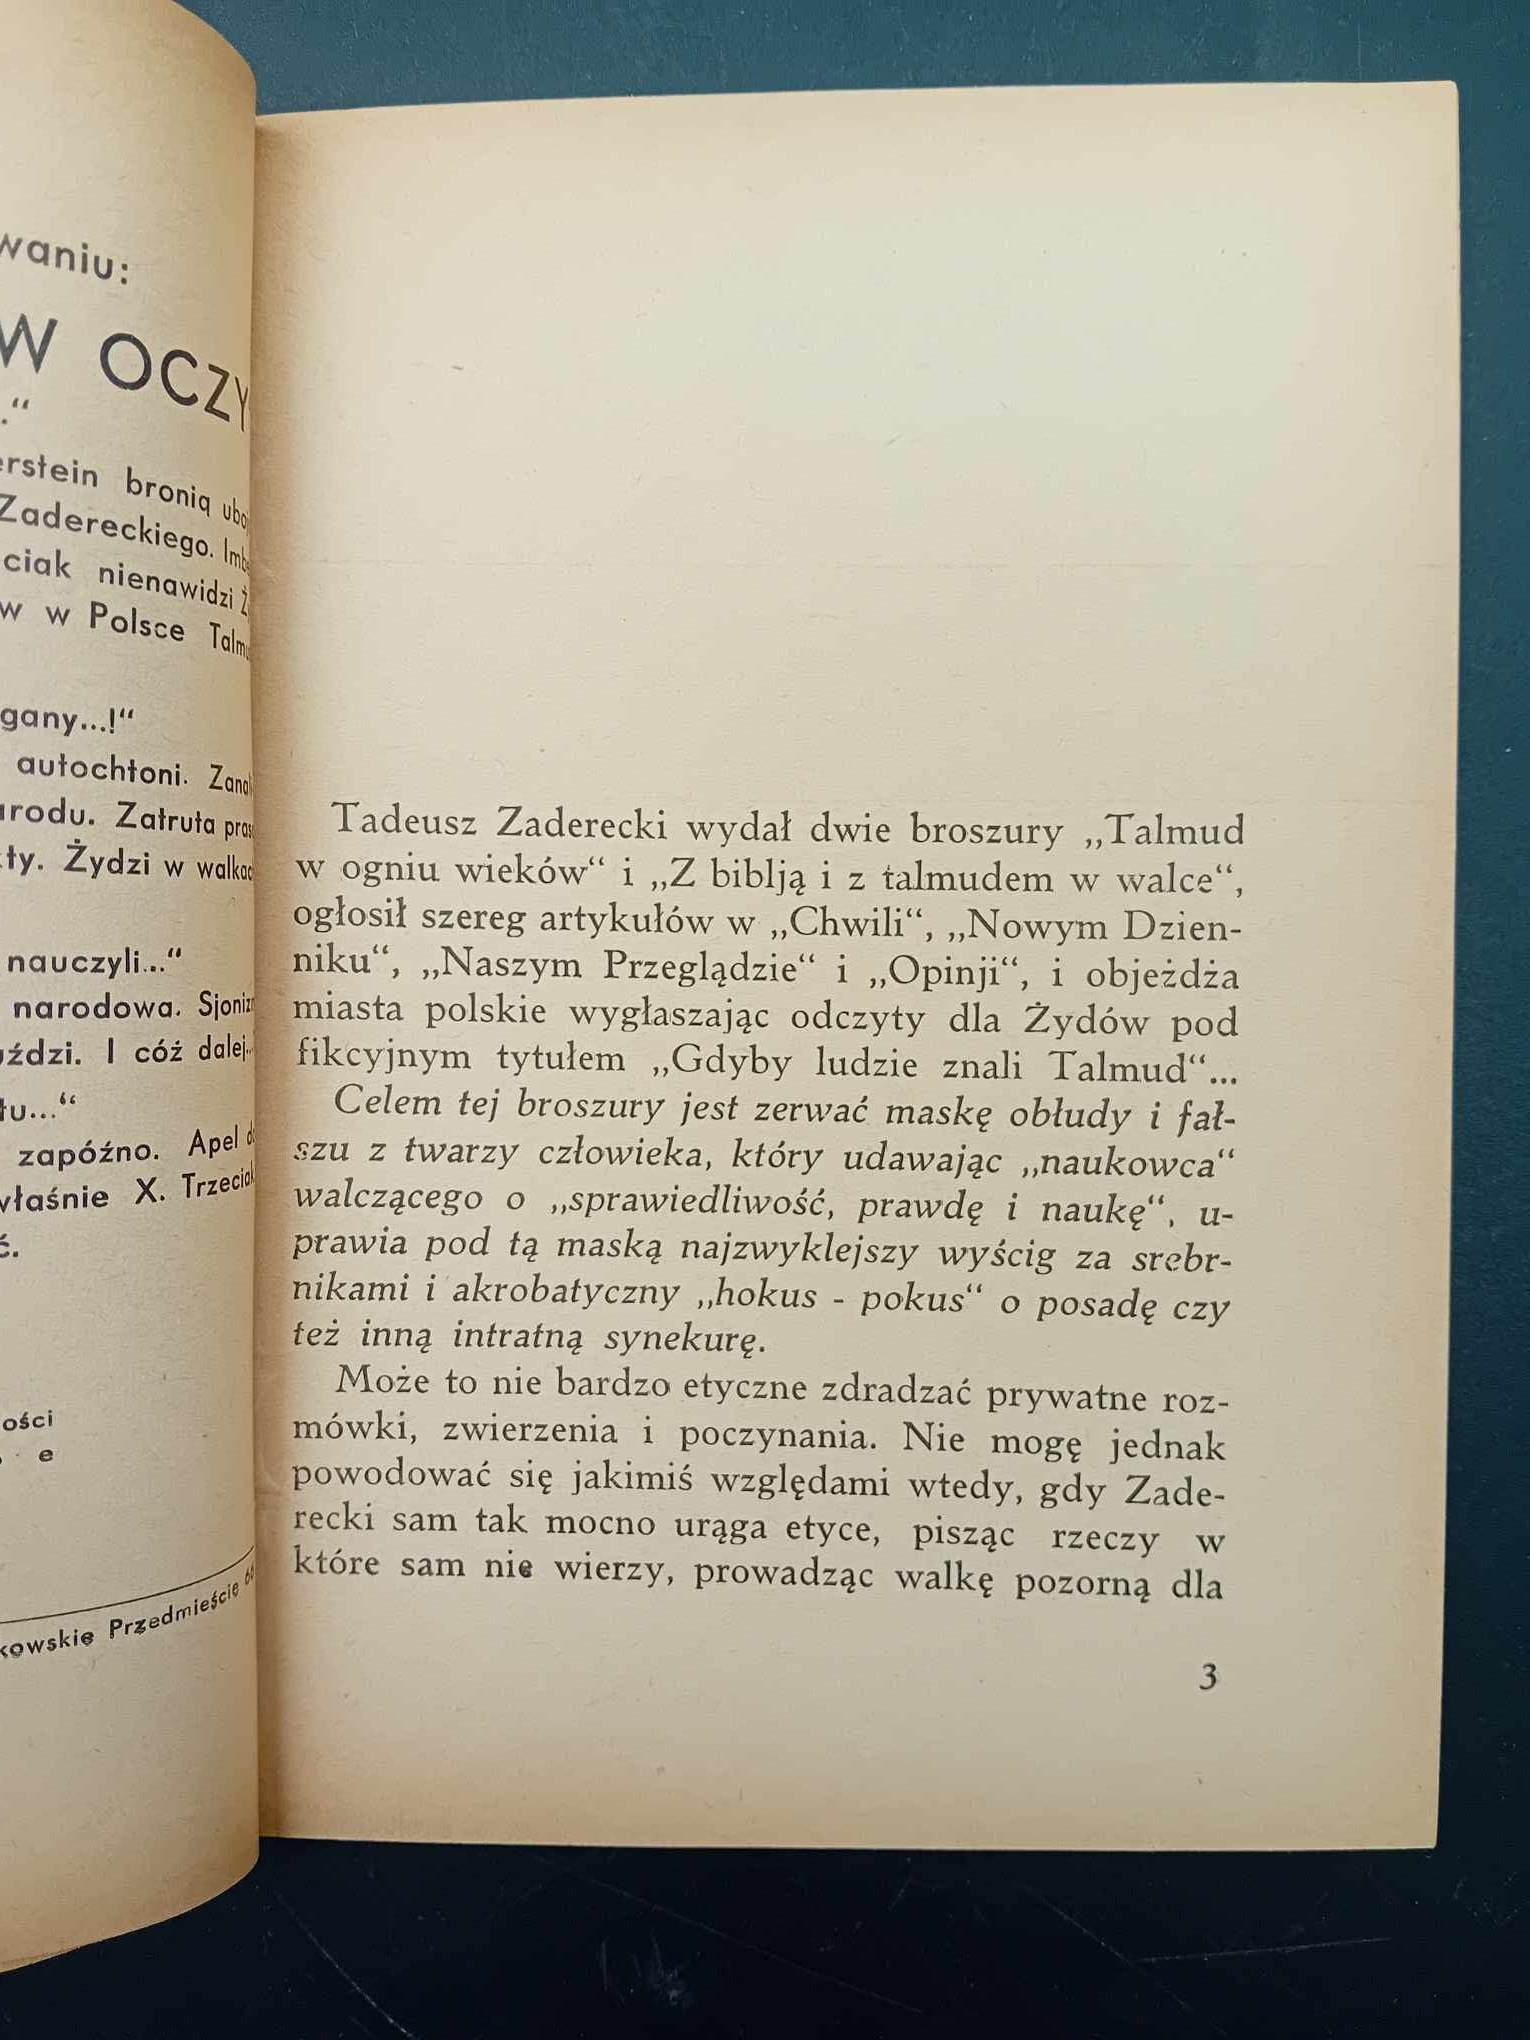 waniu:
W OCZY
.“
erstein bronią
Zadereckiego.
ciak nienawidzi
w w Polsce
gany...!“
autochtoni.
arodu. Zatruta
ty. Żydzi w
nauczyli...“
narodowa.
I cóż dalej
tu...“
zapóźno. Apel
właśnie X.
ć.
ości
e
kowskie Przedmieście
Tadeusz Zaderecki wydał dwie broszury „Talmud
w ogniu wieków“ i „Z biblją i z talmudem w walce“,
ogłosił szereg artykułów w „Chwili“, „Nowym Dzien-
niku“, „Naszym Przeglądzie“ i „Opinji“, i objeżdża
miasta polskie wygłaszając odczyty dla Żydów pod
fikcyjnym tytułem „Gdyby ludzie znali Talmud“...
Celem tej broszury jest zerwać maskę obłudy i fał-
szu z twarzy człowieka, który udawając „naukowca“
walczącego o „sprawiedliwość, prawdę i naukę“, u-
prawia pod tą maską najzwyklejszy wyścig za srebr-
nikami i akrobatyczny „hokus - pokus“ o posadę czy
też inną intratną synekurę.
Może to nie bardzo etyczne zdradzać prywatne roz-
mówki, zwierzenia i poczynania. Nie mogę jednak
powodować się jakimiś względami wtedy, gdy Zade-
recki sam tak mocno urąga etyce, pisząc rzeczy w
które sam nie wierzy, prowadząc walkę pozorną dla
3